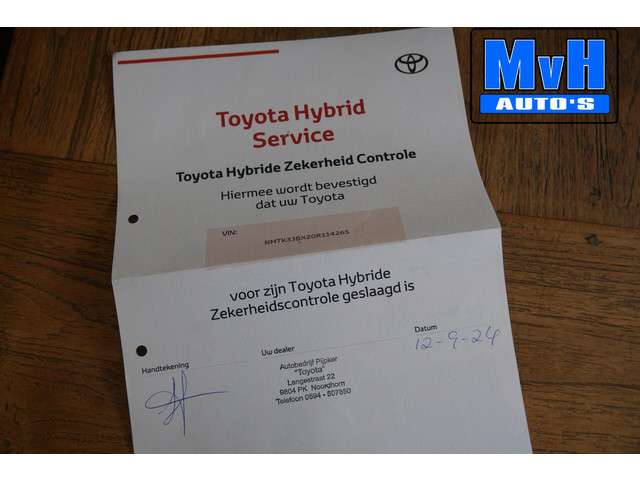 MvH
AUTO'S
Toyota Hybrid
Service
Toyota Hybride Zekerheid Controle
Hiermee wordt bevestigd
dat uw Toyota
VIN:
NMTK33BX20R114265
voor zijn Toyota Hybride
Zekerheidscontrole geslaagd is
Handtekening
Uw dealer
Datum
Autobedrijf Pijpker
"Toyota"
Langestraat 22
9804 PK Noordhorn
Telefoon 0594 - 507850
12-9-24